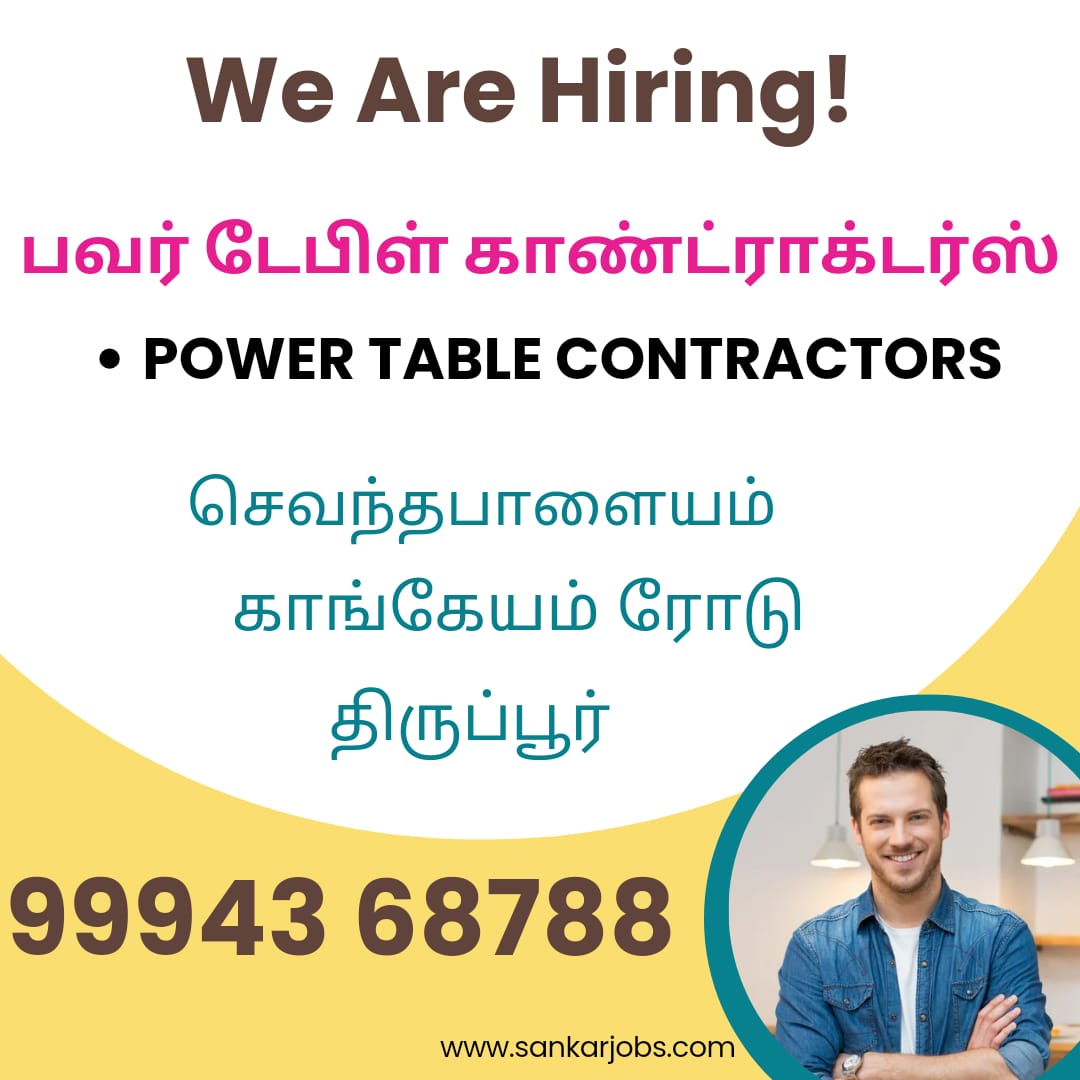 We Are Hiring!
பவர் டேபிள் காண்ட்ராக்டர்ஸ்
• POWER TABLE CONTRACTORS
செவந்தபாளையம்
காங்கேயம் ரோடு
திருப்பூர்
99943 68788
www.sankarjobs.com